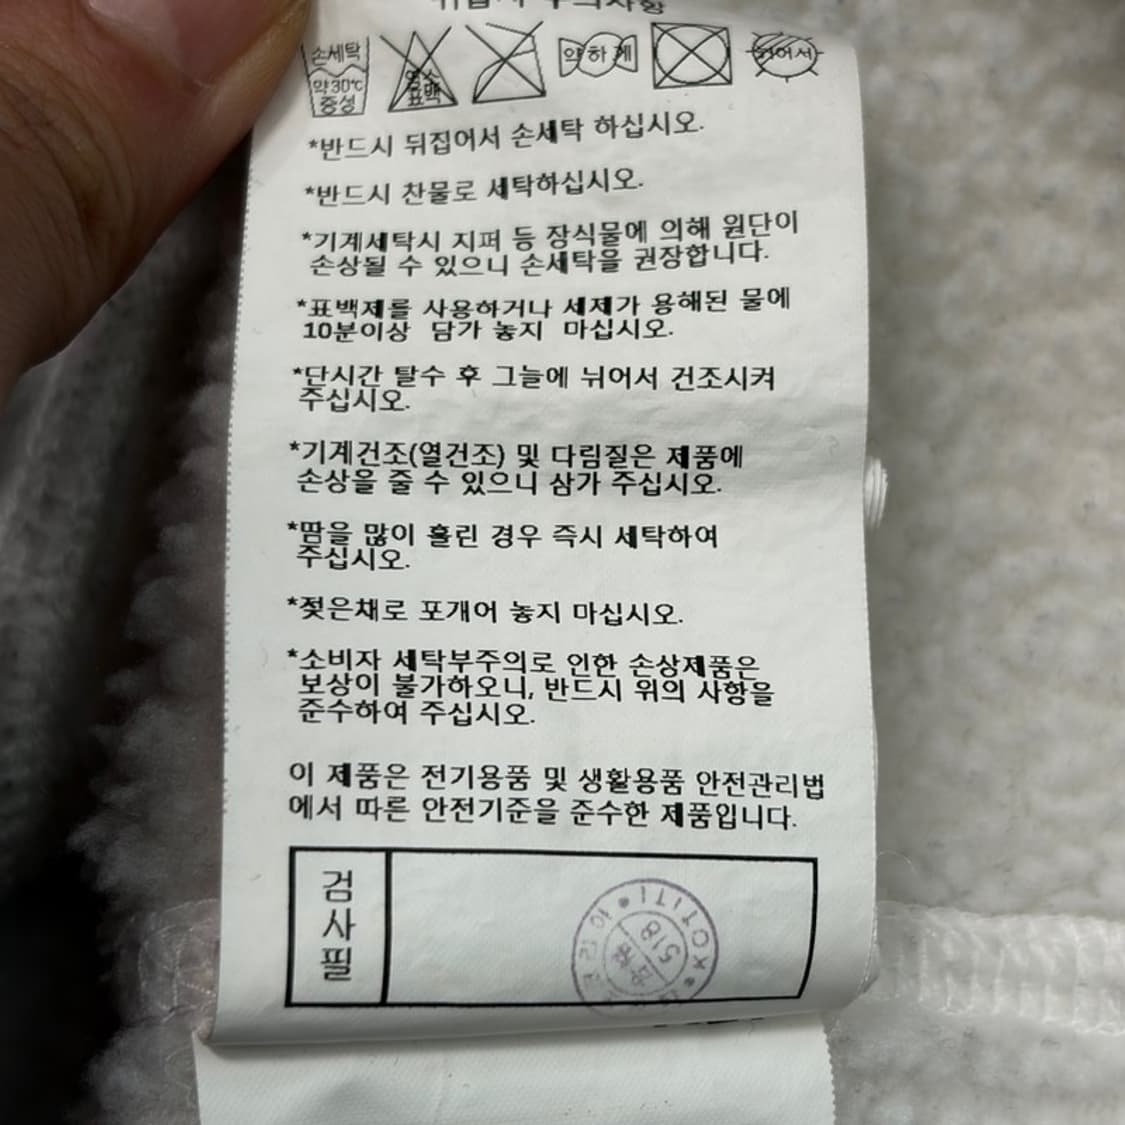 취급시 주의사항
손세탁
약30℃
중성
염소
표백
약하게
뉘어서
*반드시 뒤집어서 손세탁 하십시오.
*반드시 찬물로 세탁하십시오.
*기계세탁시 지퍼 등 장식물에 의해 원단이
손상될 수 있으니 손세탁을 권장합니다.
*표백제를 사용하거나 세제가 용해된 물에
10분이상 담가 놓지 마십시오.
*단시간 탈수 후 그늘에 뉘어서 건조시켜
주십시오.
*기계건조(열건조) 및 다림질은 제품에
손상을 줄 수 있으니 삼가 주십시오.
*땀을 많이 흘린 경우 즉시 세탁하여
주십시오.
*젖은채로 포개어 놓지 마십시오.
*소비자 세탁부주의로 인한 손상제품은
보상이 불가하오니, 반드시 위의 사항을
준수하여 주십시오.
이 제품은 전기용품 및 생활용품 안전관리법
에서 따른 안전기준을 준수한 제품입니다.
검사필
KOTITI
518